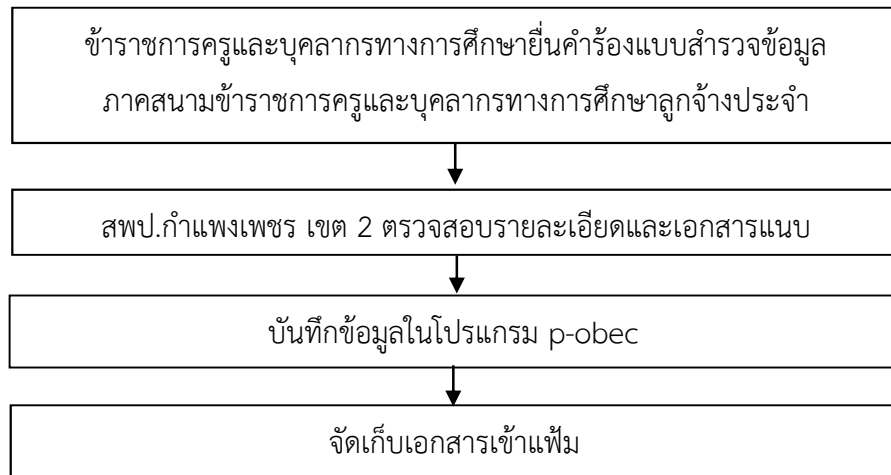 ข้าราชการครูและบุคลากรทางการศึกษายื่นคำร้องแบบสำรวจข้อมูล
ภาคสนามข้าราชการครูและบุคลากรทางการศึกษาลูกจ้างประจำ
สพป.กำแพงเพชร เขต 2 ตรวจสอบรายละเอียดและเอกสารแนบ
บันทึกข้อมูลในโปรแกรม p-obec
จัดเก็บเอกสารเข้าแฟ้ม